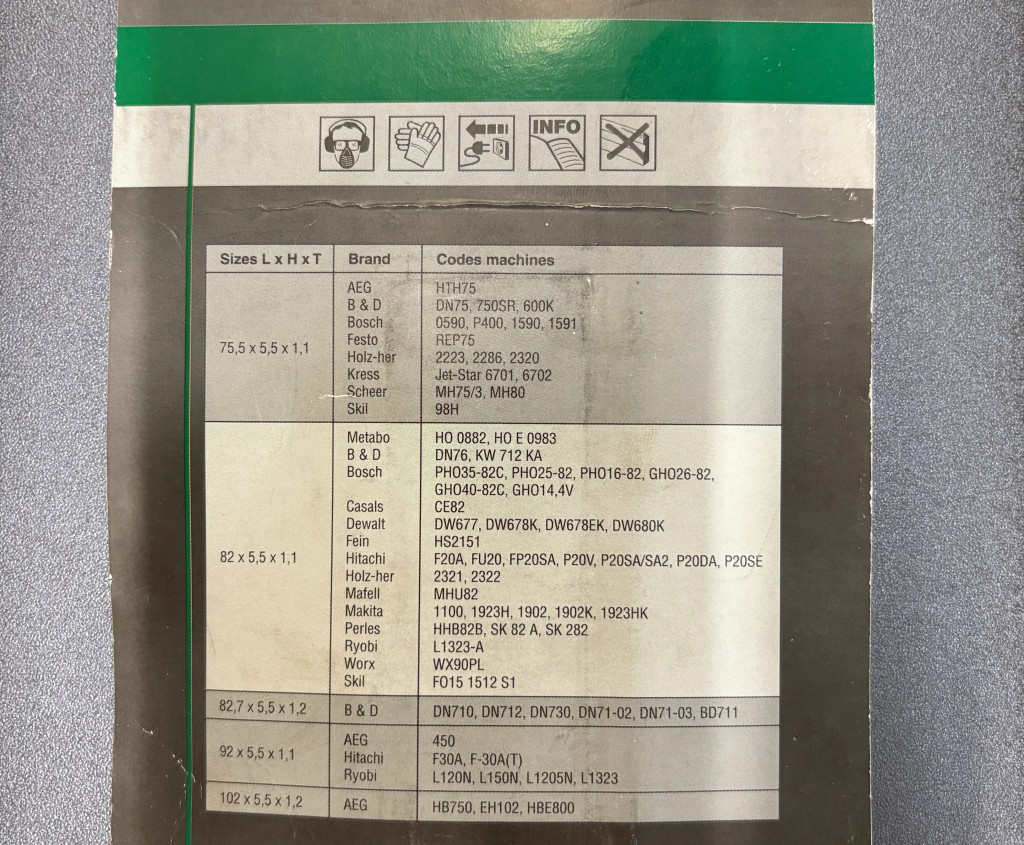 INFO
Sizes L x H x T Brand Codes machines
75,5 x 5,5 x 1,1
AEG HTH75
B & D DN75, 750SR, 600K
Bosch 0590, P400, 1590, 1591
Festo REP75
Holz-her 2223, 2286, 2320
Kress Jet-Star 6701, 6702
Scheer MH75/3, MH80
Skil 98H
82 x 5,5 x 1,1
Metabo HO 0882, HO E 0983
B & D DN76, KW 712 KA
Bosch PHO35-82C, PHO25-82, PHO16-82, GHO26-82,
GHO40-82C, GHO14,4V
Casals CE82
Dewalt DW677, DW678K, DW678EK, DW680K
Fein HS2151
Hitachi F20A, FU20, FP20SA, P20V, P20SA/SA2, P20DA, P20SE
Holz-her 2321, 2322
Mafell MHU82
Makita 1100, 1923H, 1902, 1902K, 1923HK
Perles HHB82B, SK 82 A, SK 282
Ryobi L1323-A
Worx WX90PL
Skil FO15 1512 S1
82,7 x 5,5 x 1,2 B & D DN710, DN712, DN730, DN71-02, DN71-03, BD711
92 x 5,5 x 1,1
AEG 450
Hitachi F30A, F-30A(T)
Ryobi L120N, L150N, L1205N, L1323
102 x 5,5 x 1,2 AEG HB750, EH102, HBE800